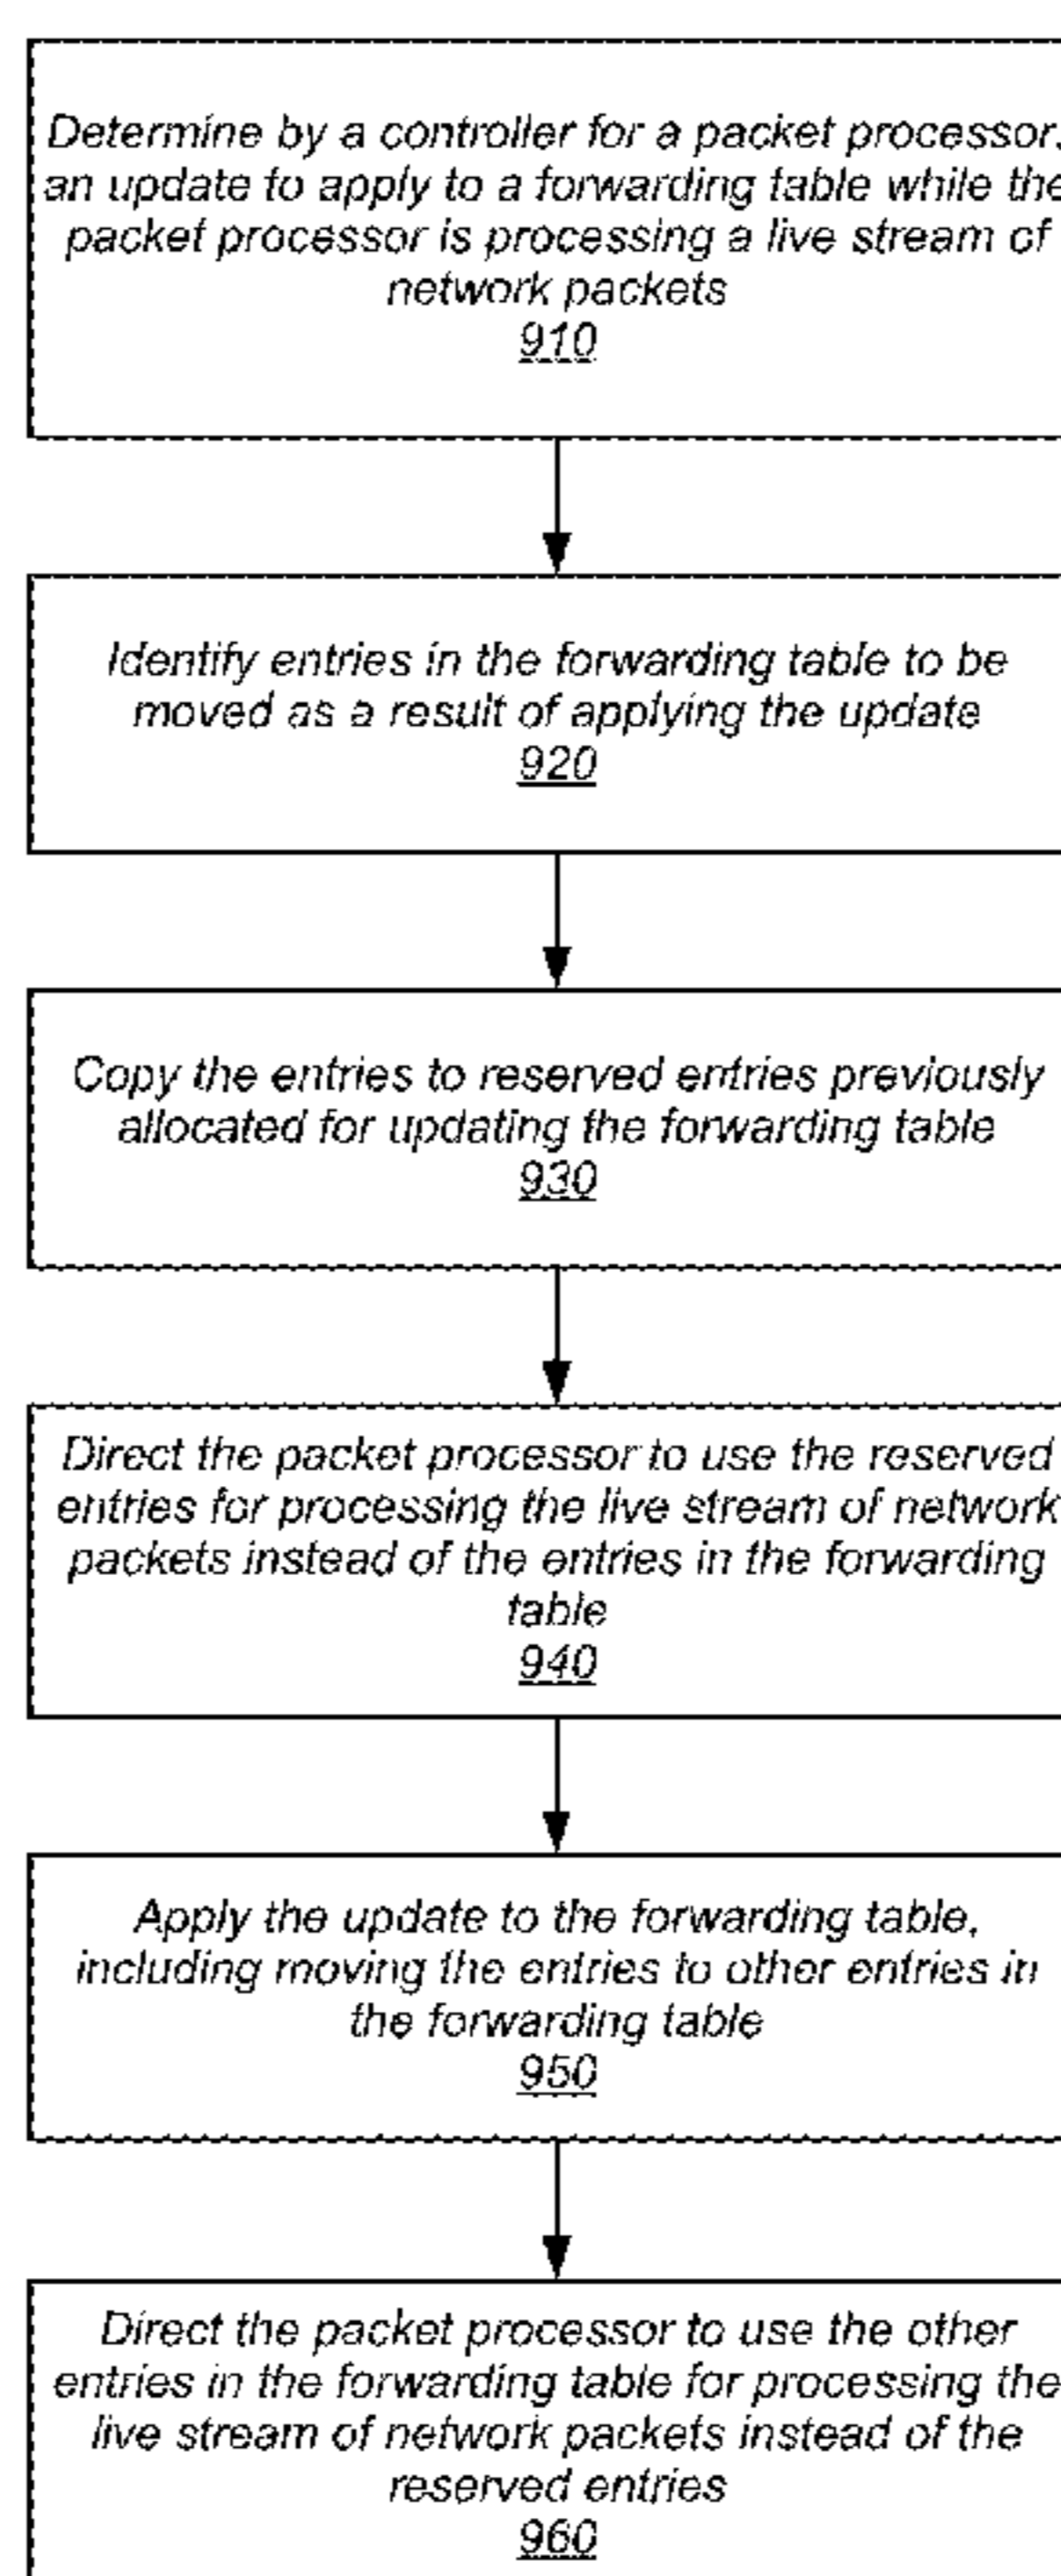 Determine by a controller for a packet processor,
an update to apply to a forwarding table while the
packet processor is processing a live stream of
network packets
910
Identify entries in the forwarding table to be
moved as a result of applying the update
920
Copy the entries to reserved entries previously
allocated for updating the forwarding table
930
Direct the packet processor to use the reserved
entries for processing the live stream of network
packets instead of the entries in the forwarding
table
940
Apply the update to the forwarding table,
including moving the entries to other entries in
the forwarding table
950
Direct the packet processor to use the other
entries in the forwarding table for processing the
live stream of network packets instead of the
reserved entries
960